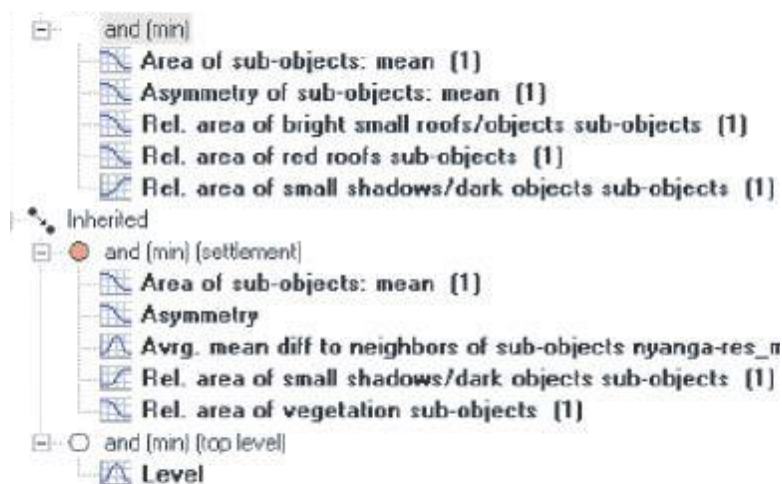 and (min)
Area of sub-objects: mean (1)
Asymmetry of sub-objects: mean (1)
Rel. area of bright small roofs/objects sub-objects (1)
Rel. area of red roofs sub-objects (1)
Rel. area of small shadows/dark objects sub-objects (1)
Inherited
and (min) (settlement)
Area of sub-objects: mean (1)
Asymmetry
Avrg. mean diff to neighbors of sub-objects nyanga-res_m
Rel. area of small shadows/dark objects sub-objects (1)
Rel. area of vegetation sub-objects (1)
and (min) (top level)
Level